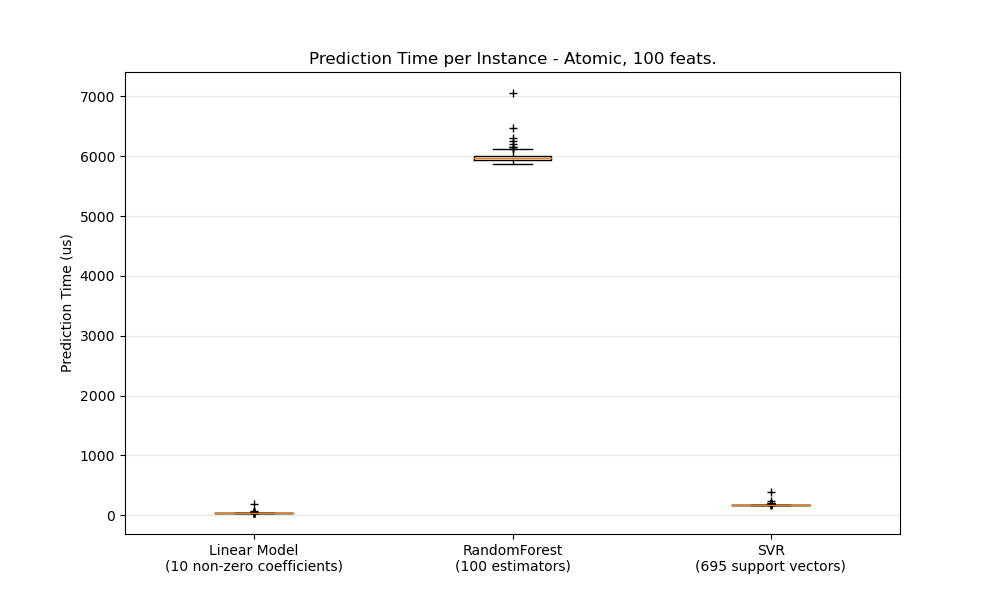 Prediction Time per Instance - Atomic, 100 feats.
Prediction Time (us)
7000
6000
5000
4000
3000
2000
1000
0
Linear Model
(10 non-zero coefficients)
RandomForest
(100 estimators)
SVR
(695 support vectors)